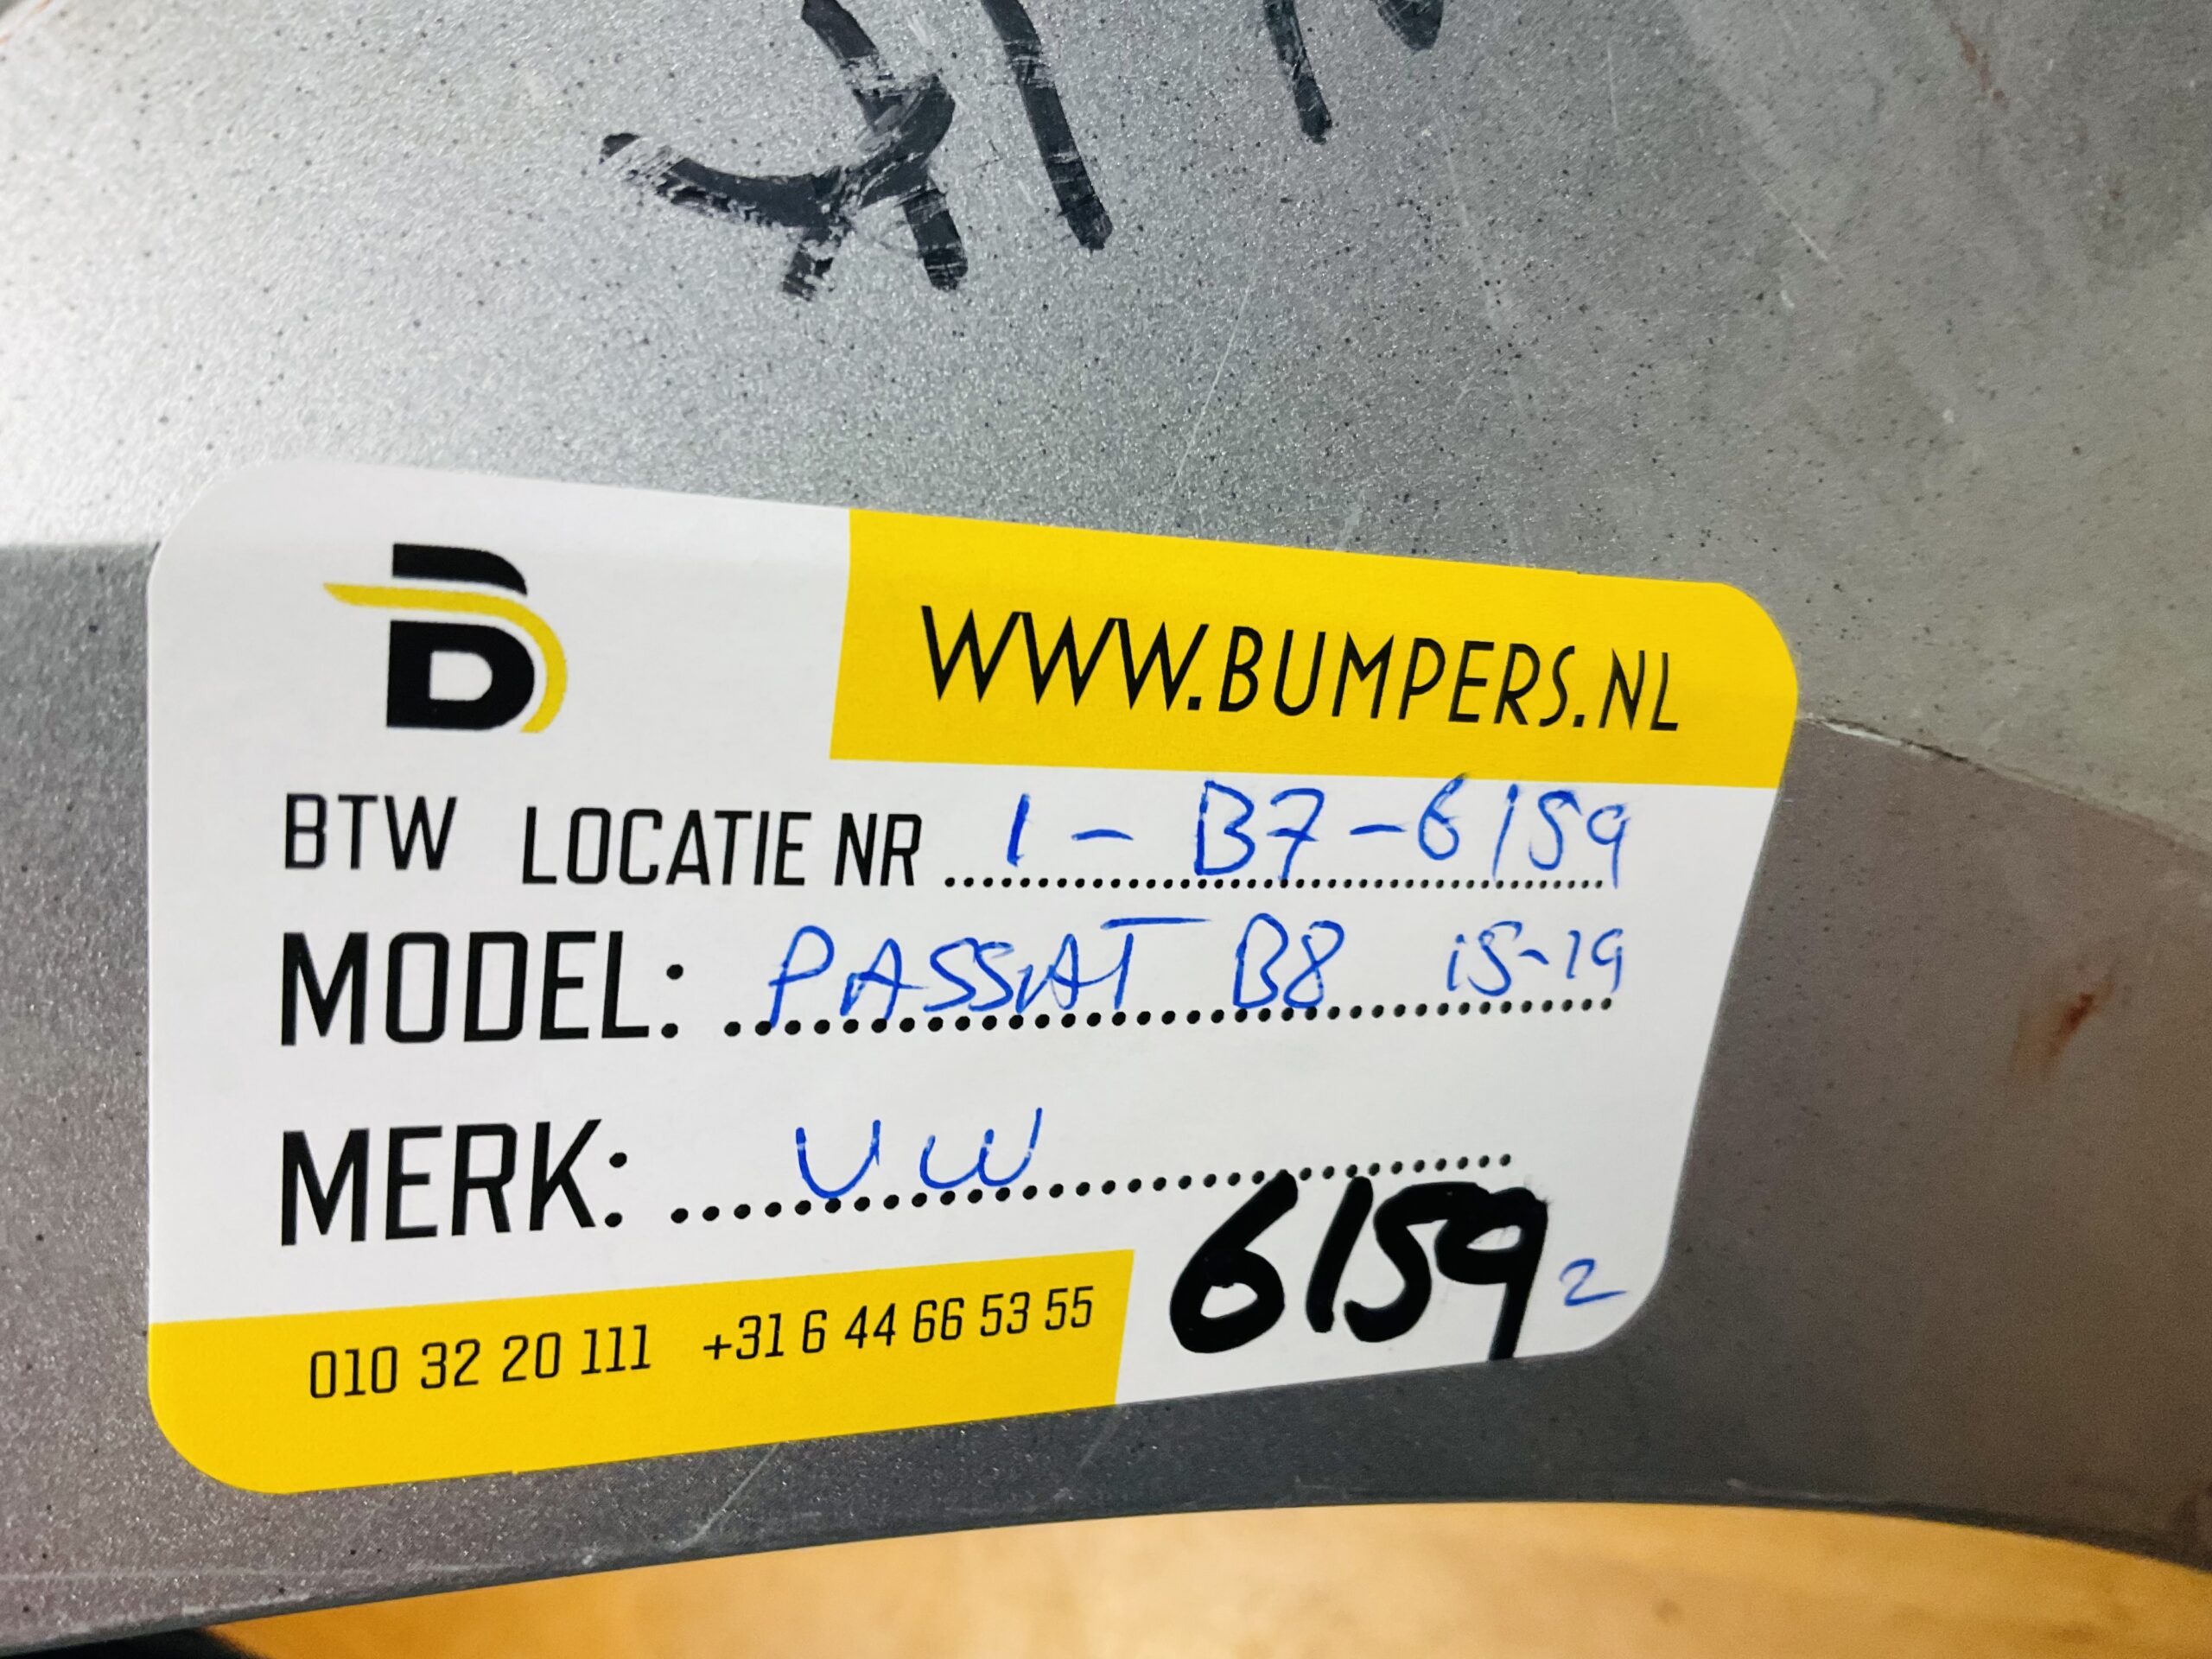 B
WWW.BUMPERS.NL
BTW LOCATIE NR 1 - B7-6159
MODEL: PASSAT B8 15-19
MERK: VW
6159 2
010 32 20 111 +31 6 44 66 53 55